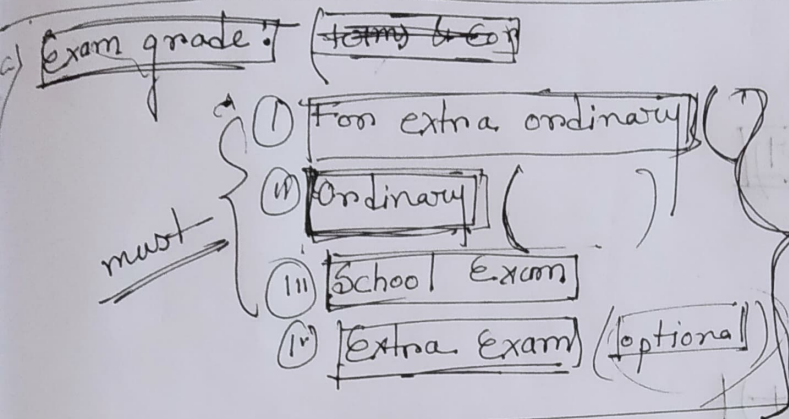 a) Exam grade:
(I) For extra ordinary ( )
(II) Ordinary ( )
must
(III) School Exam
(IV) Extra Exam (optional)